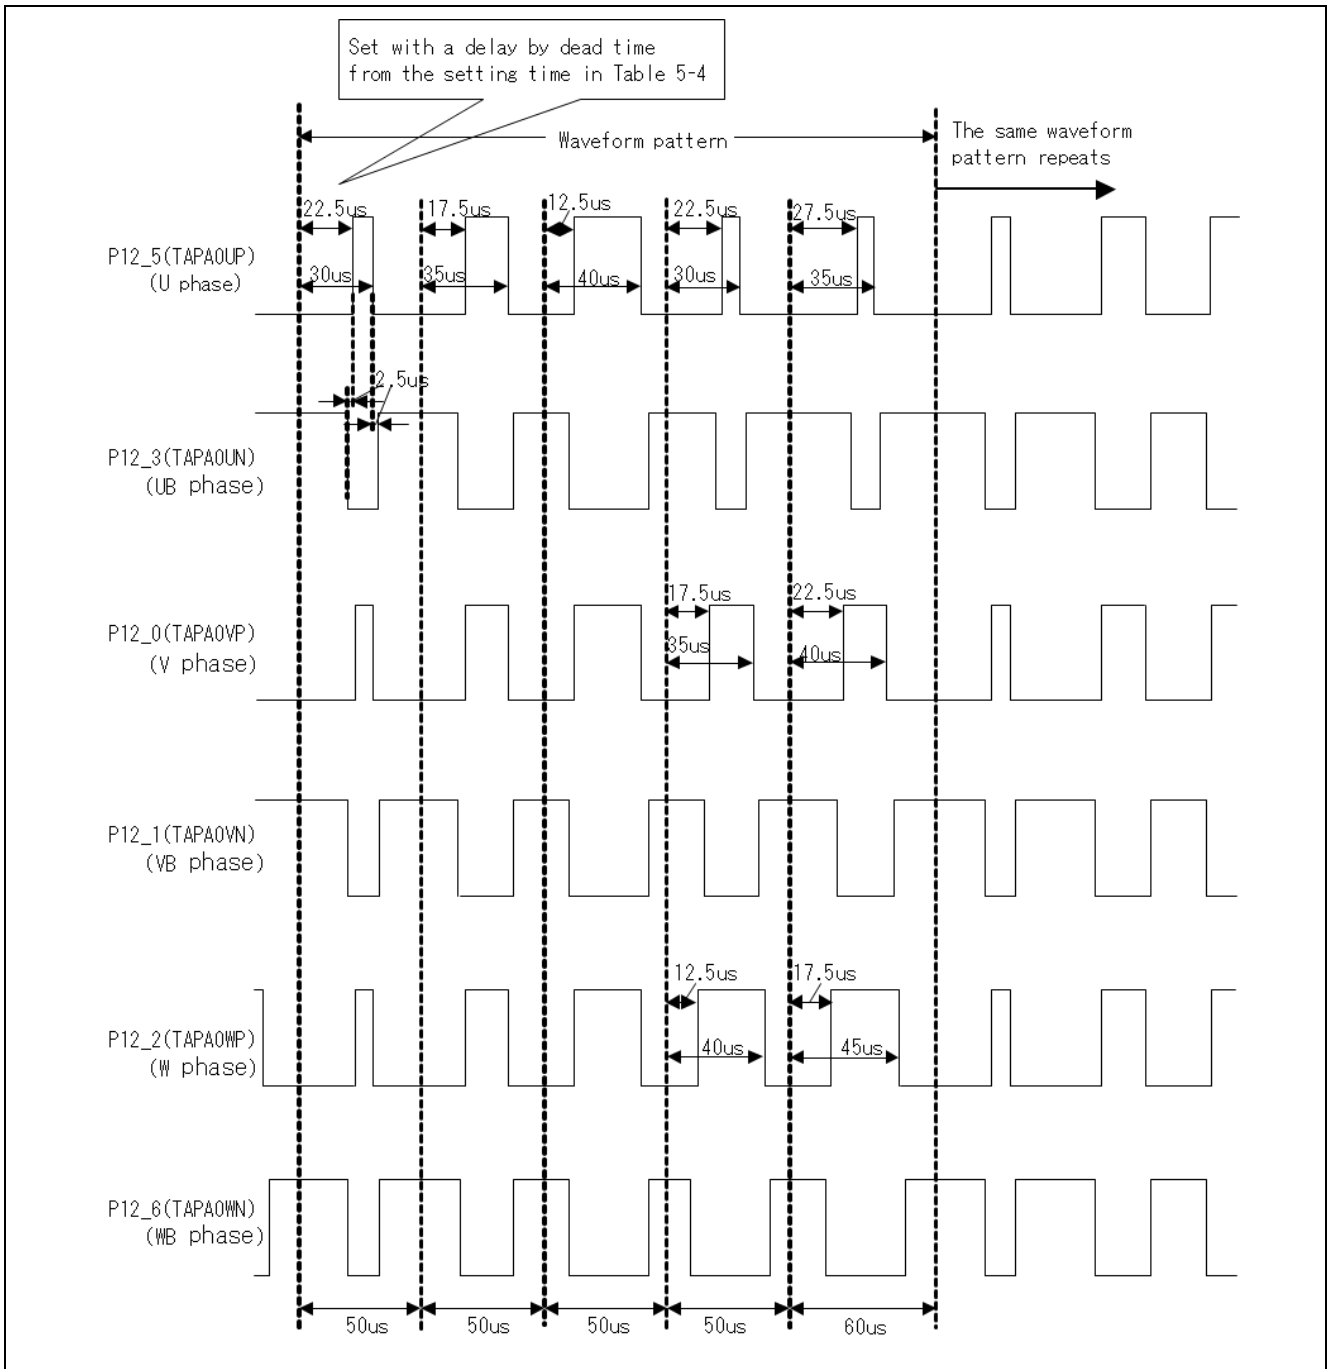 Set with a delay by dead time
from the setting time in Table 5-4
Waveform pattern
The same waveform
pattern repeats
22.5us
17.5us
12.5us
22.5us
27.5us
P12_5(TAPA0UP)
(U phase)
30us
35us
40us
30us
35us
2.5us
P12_3(TAPA0UN)
(UB phase)
17.5us
22.5us
P12_0(TAPA0VP)
(V phase)
35us
40us
P12_1(TAPA0VN)
(VB phase)
12.5us
17.5us
P12_2(TAPA0WP)
(W phase)
40us
45us
P12_6(TAPA0WN)
(WB phase)
50us
50us
50us
50us
60us